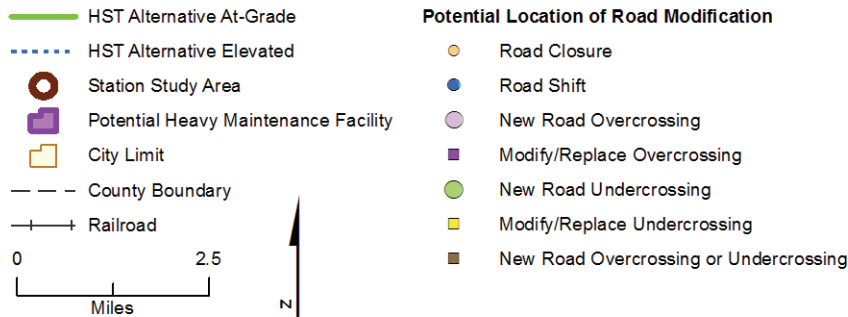 HST Alternative At-Grade
HST Alternative Elevated
Station Study Area
Potential Heavy Maintenance Facility
City Limit
County Boundary
Railroad
0 2.5
Miles
N
Potential Location of Road Modification
Road Closure
Road Shift
New Road Overcrossing
Modify/Replace Overcrossing
New Road Undercrossing
Modify/Replace Undercrossing
New Road Overcrossing or Undercrossing